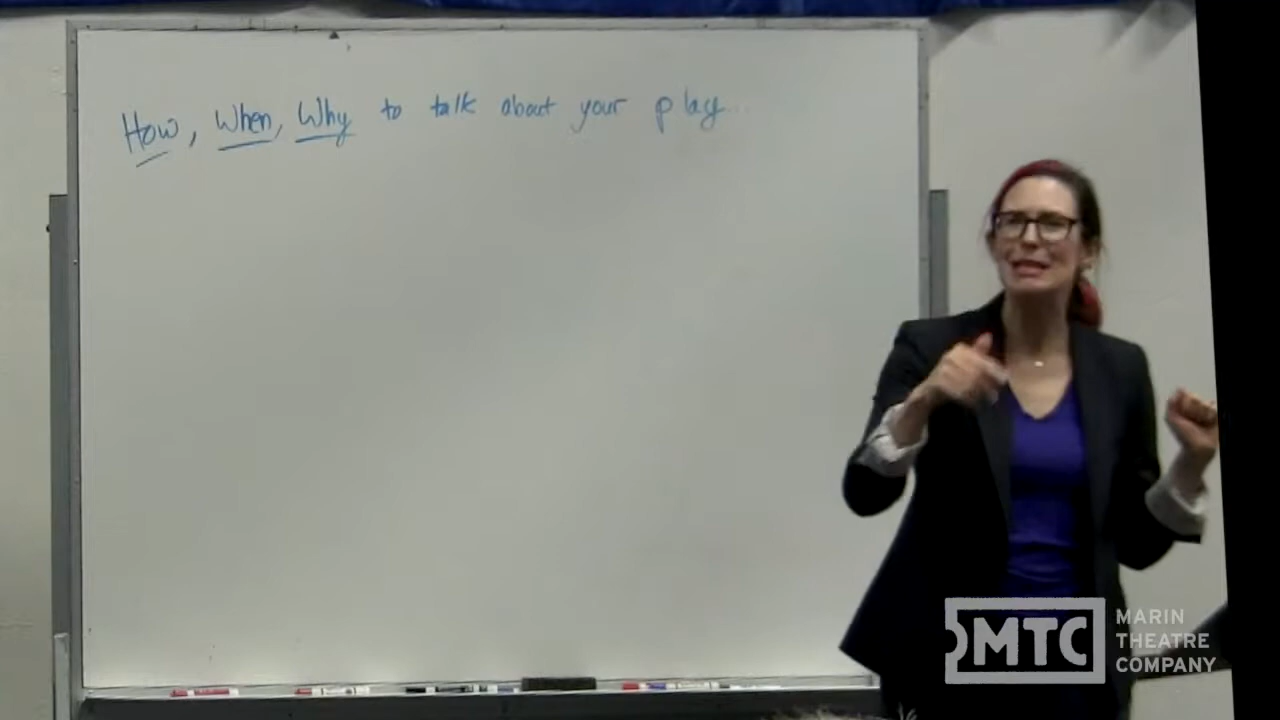 How, When, Why to talk about your play
MTC
MARIN
THEATRE
COMPANY